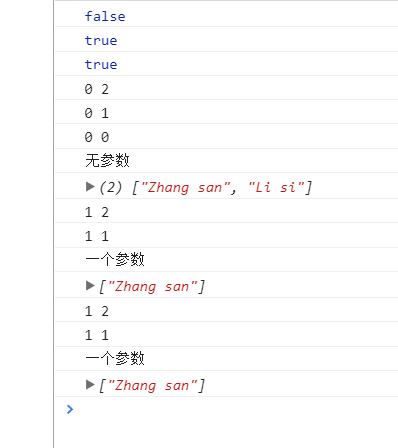 false
true
true
0 2
0 1
0 0
无参数
▶(2) ["Zhang san", "Li si"]
1 2
1 1
一个参数
▶["Zhang san"]
1 2
1 1
一个参数
▶["Zhang san"]
>